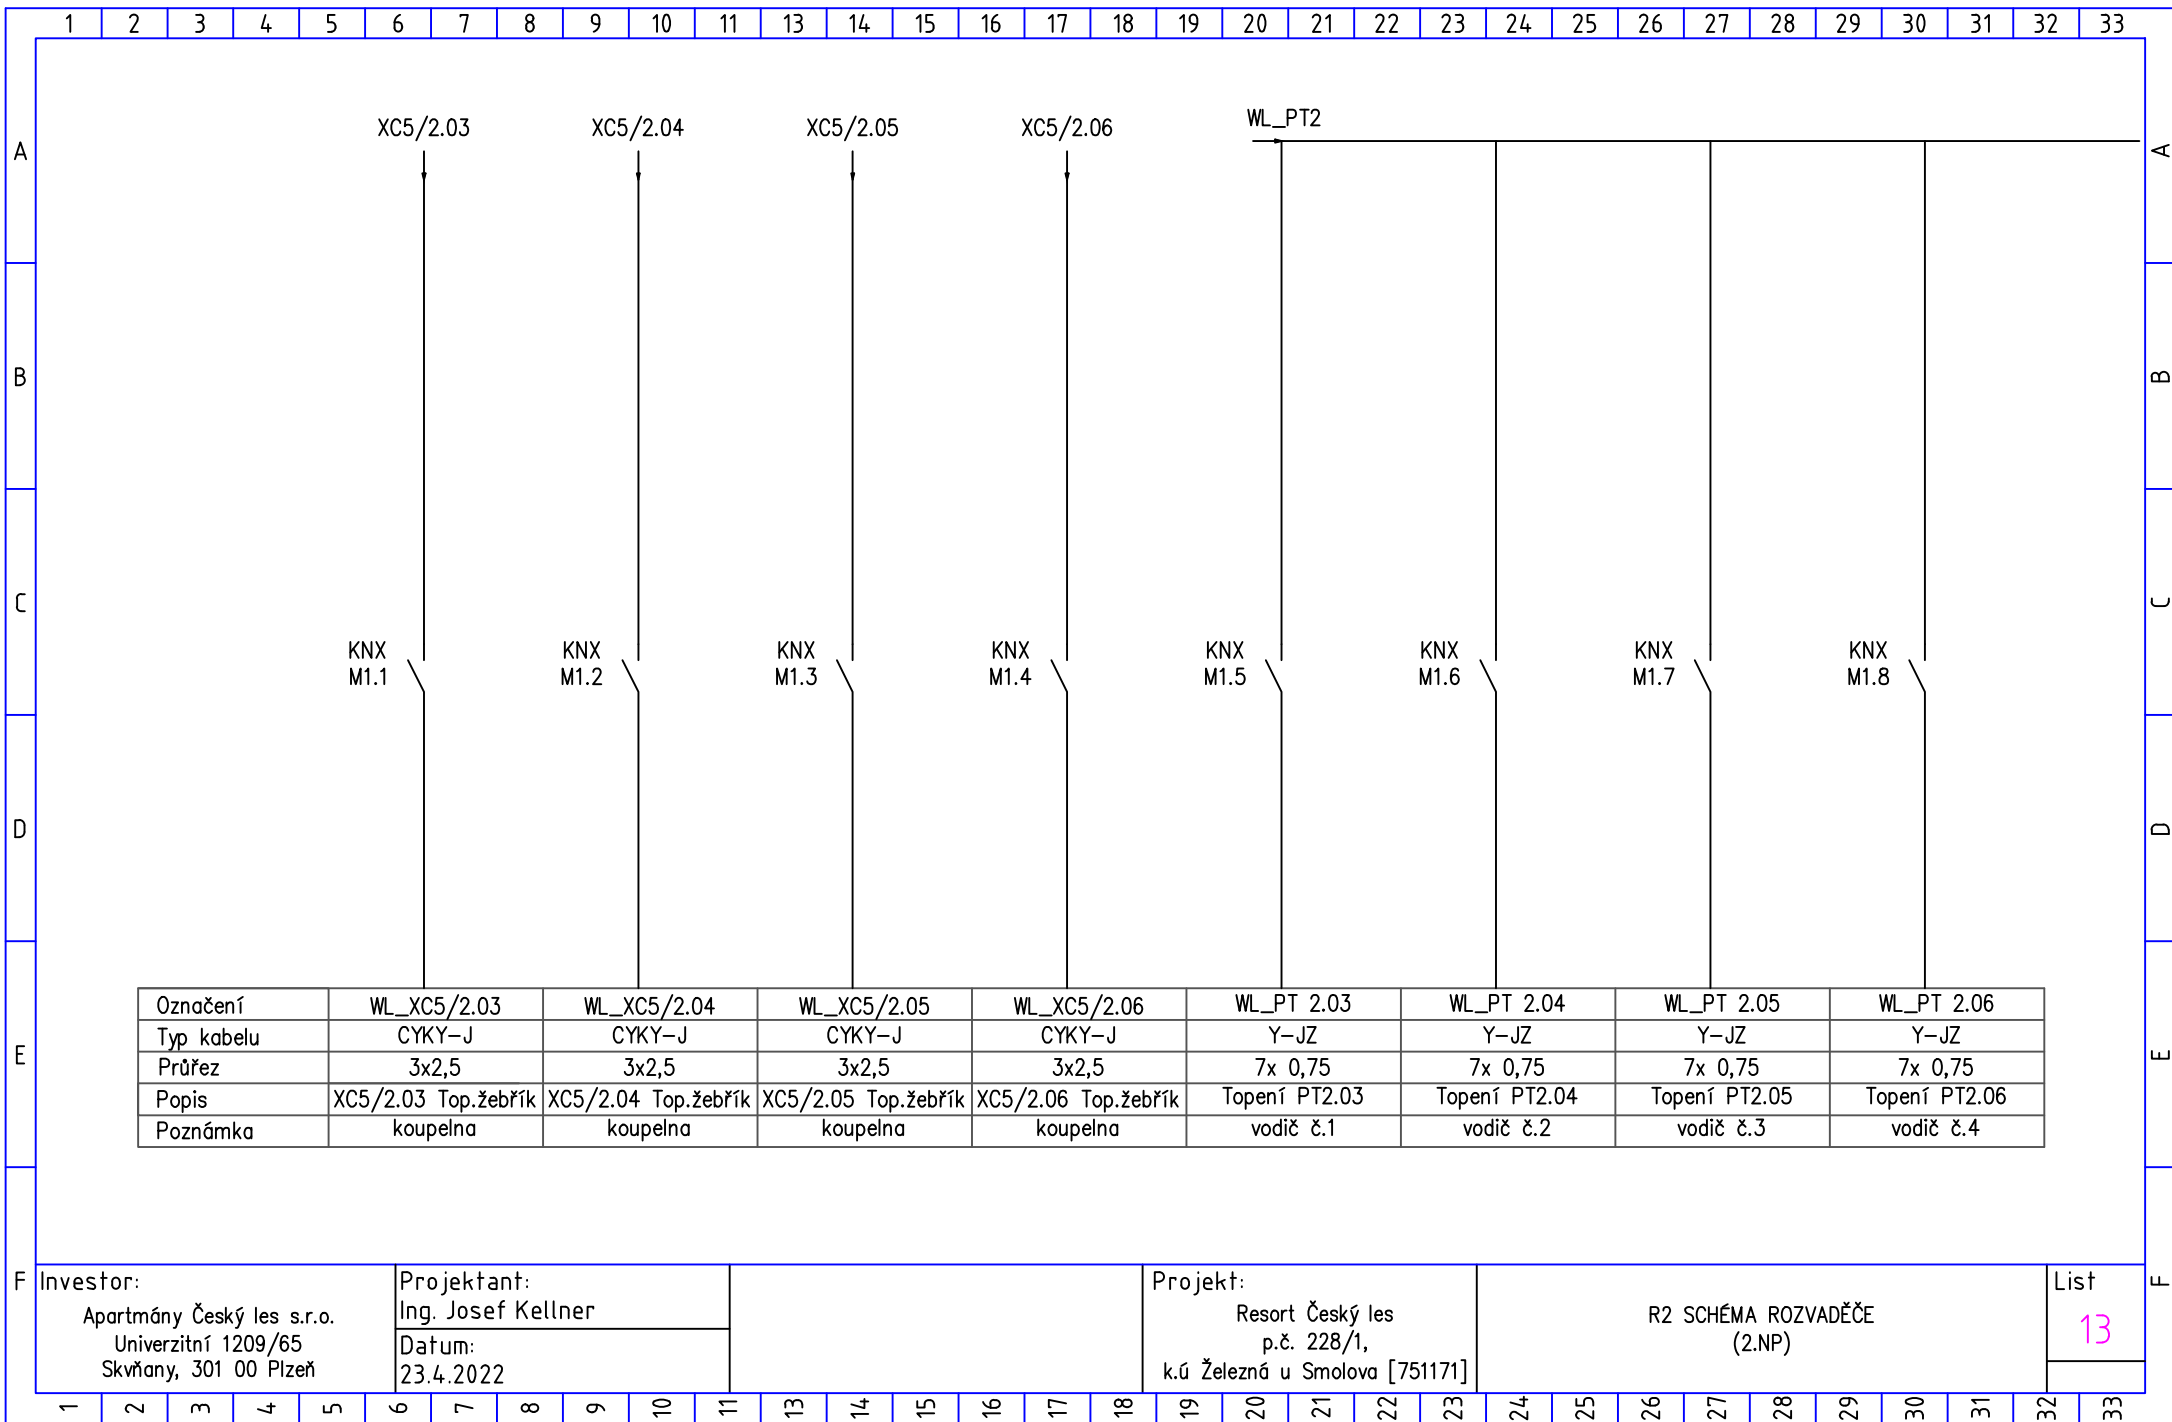 1 2 3 4 5 6 7 8 9 10 11 13 14 15 16 17 18 19 20 21 22 23 24 25 26 27 28 29 30 31 32 33
XC5/2.03 XC5/2.04 XC5/2.05 XC5/2.06 WL_PT2
A A
B B
C C
KNX KNX KNX KNX KNX KNX KNX KNX
M1.1 M1.2 M1.3 M1.4 M1.5 M1.6 M1.7 M1.8
D D
Označení WL_XC5/2.03 WL_XC5/2.04 WL_XC5/2.05 WL_XC5/2.06 WL_PT 2.03 WL_PT 2.04 WL_PT 2.05 WL_PT 2.06
Typ kabelu CYKY-J CYKY-J CYKY-J CYKY-J Y-JZ Y-JZ Y-JZ Y-JZ
E E
Průřez 3x2,5 3x2,5 3x2,5 3x2,5 7x 0,75 7x 0,75 7x 0,75 7x 0,75
Popis XC5/2.03 Top.žebřík XC5/2.04 Top.žebřík XC5/2.05 Top.žebřík XC5/2.06 Top.žebřík Topení PT2.03 Topení PT2.04 Topení PT2.05 Topení PT2.06
Poznámka koupelna koupelna koupelna koupelna vodič č.1 vodič č.2 vodič č.3 vodič č.4
F F
Investor:
Apartmány Český les s.r.o.
Univerzitní 1209/65
Skvňany, 301 00 Plzeň
Projektant:
Ing. Josef Kellner
Datum:
23.4.2022
Projekt:
Resort Český les
p.č. 228/1,
k.ú Železná u Smolova [751171]
R2 SCHÉMA ROZVADĚČE
(2.NP)
List
13
1 2 3 4 5 6 7 8 9 10 11 13 14 15 16 17 18 19 20 21 22 23 24 25 26 27 28 29 30 31 32 33